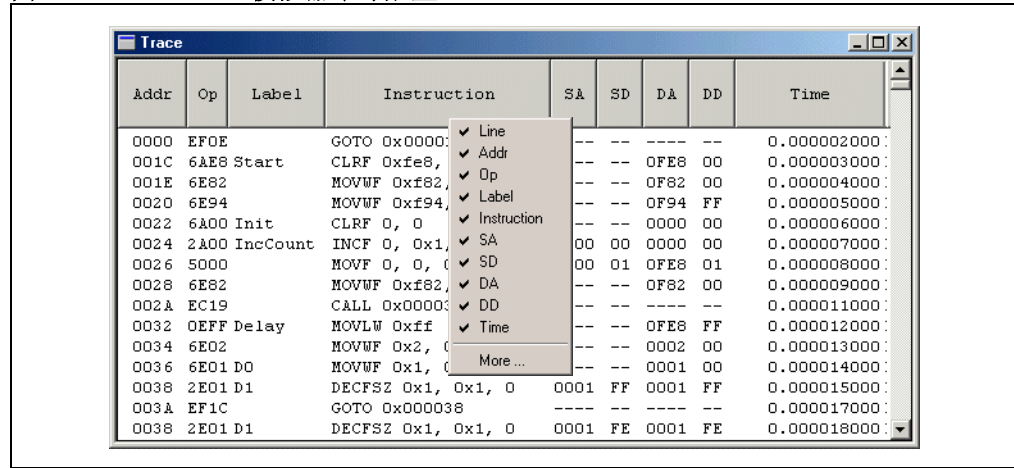 Trace
Addr Op Label Instruction SA SD DA DD Time
0000 EF0E GOTO 0x0000 -- -- ---- -- 0.000002000
001C 6AE8 Start CLRF 0xfe8, -- -- 0FE8 00 0.000003000
001E 6E82 MOVWF 0xf82, -- -- 0F82 00 0.000004000
0020 6E94 MOVWF 0xf94, -- -- 0F94 FF 0.000005000
0022 6A00 Init CLRF 0, 0 -- -- 0000 00 0.000006000
0024 2A00 IncCount INCF 0, 0x1, 00 00 0000 00 0.000007000
0026 5000 MOVF 0, 0, 00 01 0FE8 01 0.000008000
0028 6E82 MOVWF 0xf82, -- -- 0F82 00 0.000009000
002A EC19 CALL 0x0000 -- -- ---- -- 0.000011000
0032 0EFF Delay MOVLW 0xff -- -- 0FE8 FF 0.000012000
0034 6E02 MOVWF 0x2, -- -- 0002 00 0.000013000
0036 6E01 D0 MOVWF 0x1, -- -- 0001 00 0.000014000
0038 2E01 D1 DECFSZ 0x1, 0x1, 0 0001 FF 0001 FF 0.000015000
003A EF1C GOTO 0x000038 ---- -- ---- -- 0.000017000
0038 2E01 D1 DECFSZ 0x1, 0x1, 0 0001 FE 0001 FE 0.000018000
Line
Addr
Op
Label
Instruction
SA
SD
DA
DD
Time
More ...